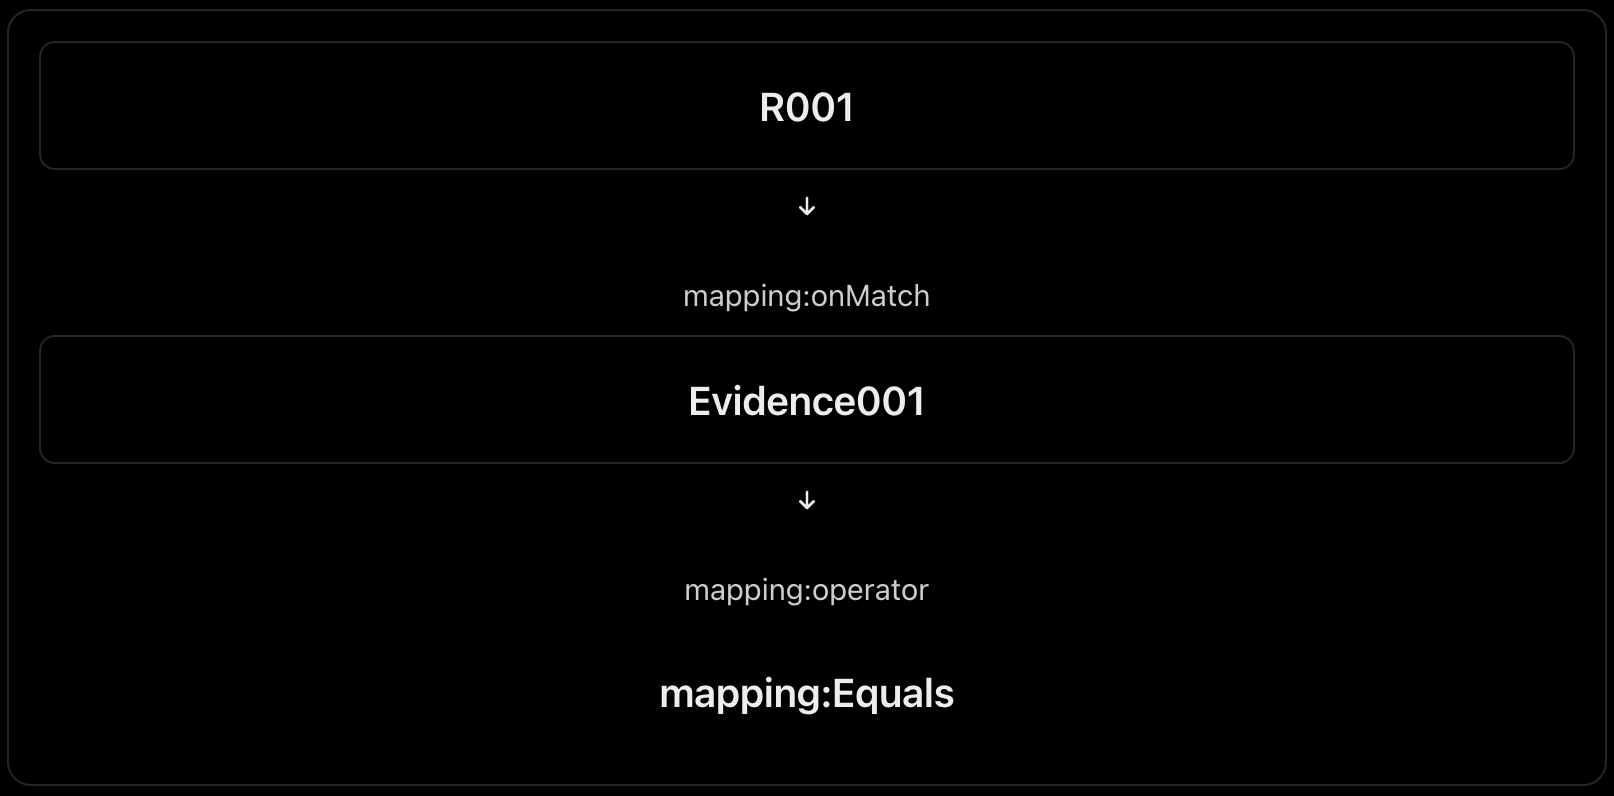 R001
↓
mapping:onMatch
Evidence001
↓
mapping:operator
mapping:Equals